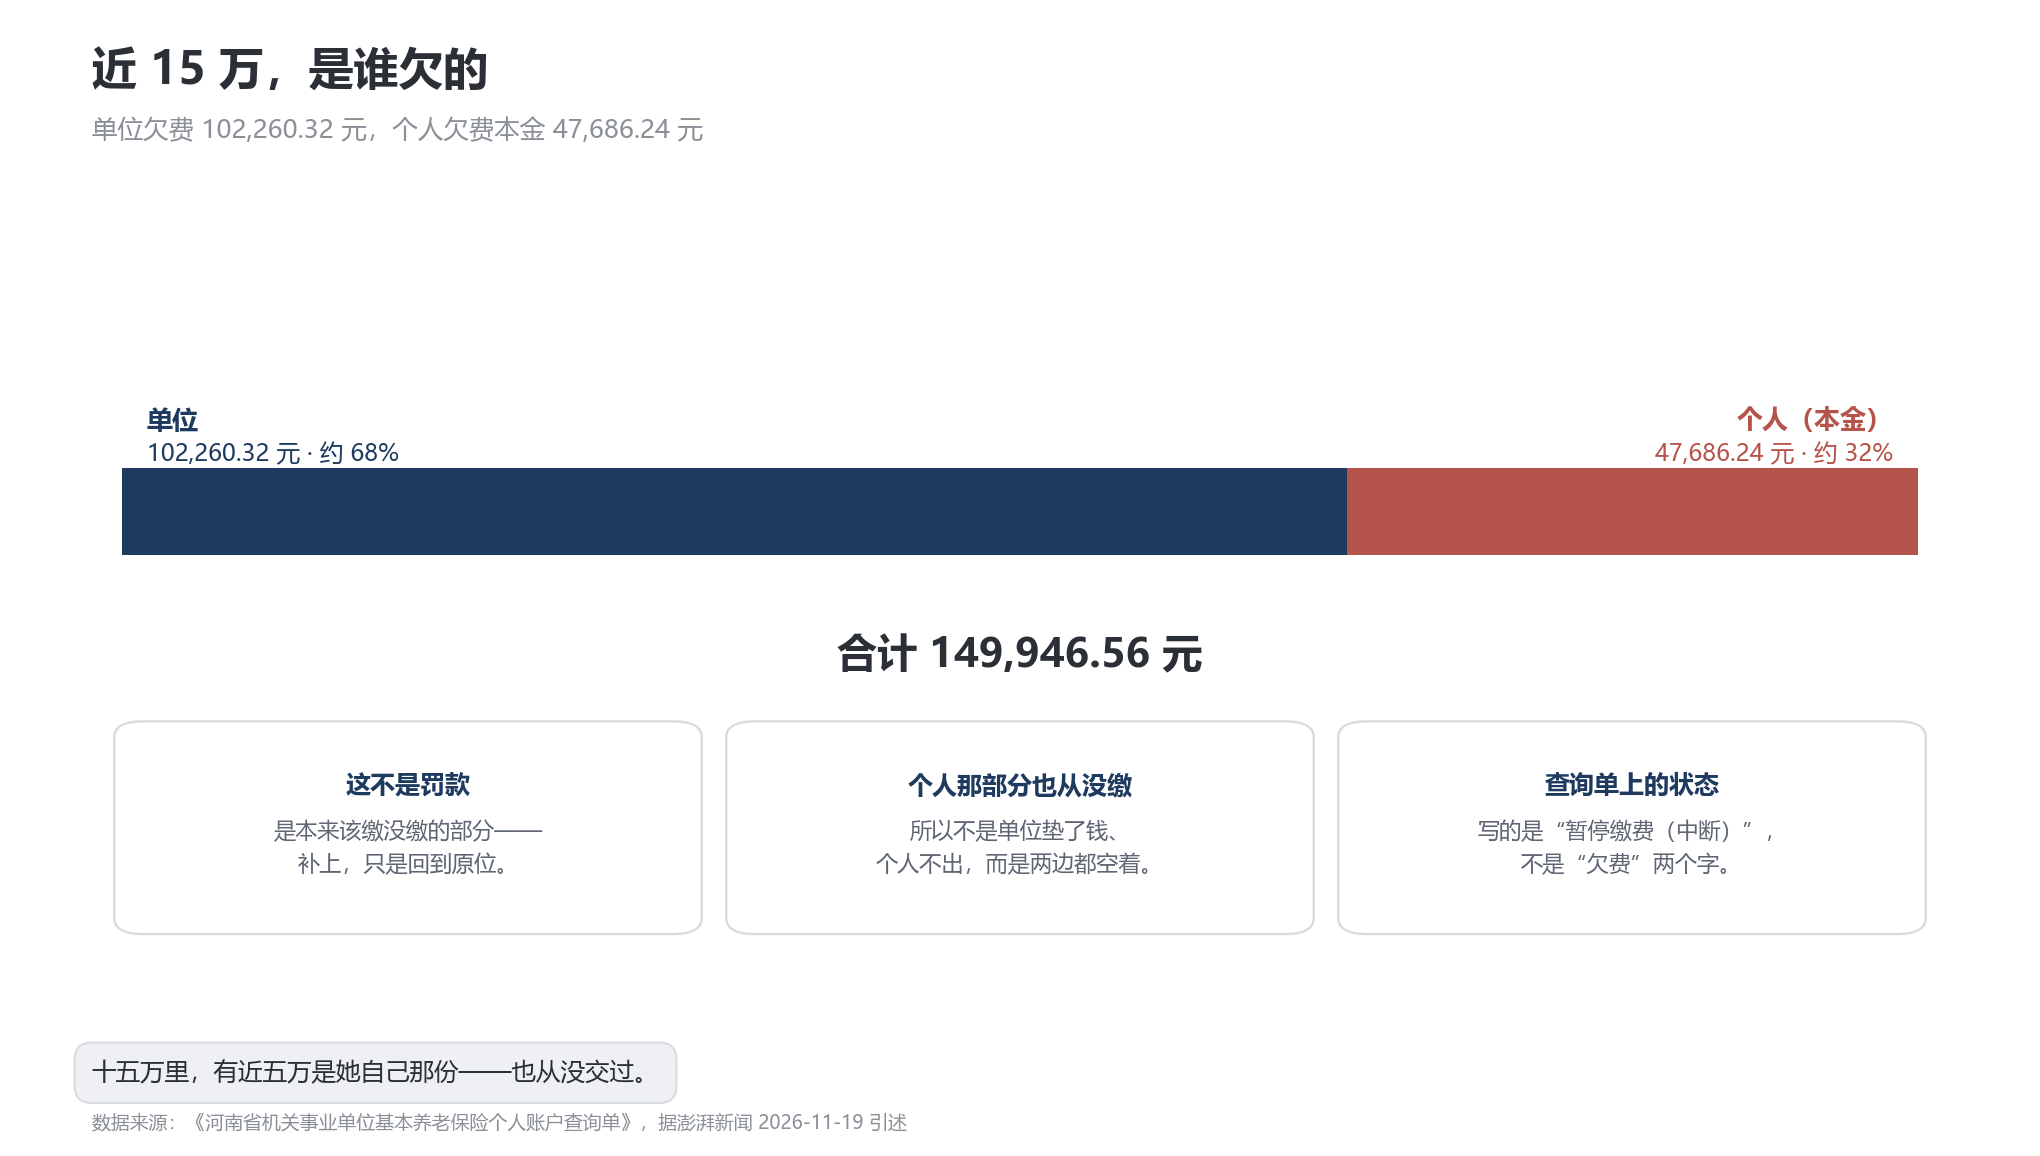 近 15 万，是谁欠的
单位欠费 102,260.32 元，个人欠费本金 47,686.24 元
单位
102,260.32 元 · 约 68%
个人（本金）
47,686.24 元 · 约 32%
合计 149,946.56 元
这不是罚款
是本来该缴没缴的部分——
补上，只是回到原位。
个人那部分也从没缴
所以不是单位垫了钱、
个人不出，而是两边都空着。
查询单上的状态
写的是“暂停缴费（中断）”，
不是“欠费”两个字。
十五万里，有近五万是她自己那份——也从没交过。
数据来源：《河南省机关事业单位基本养老保险个人账户查询单》，据澎湃新闻 2026-11-19 引述